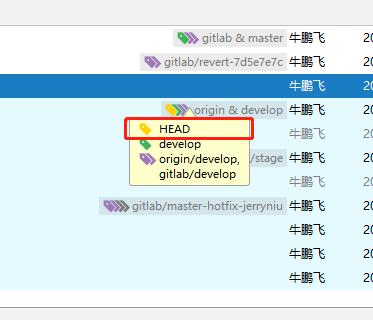 gitlab & master 牛鹏飞 20
gitlab/revert-7d5e7e7c 牛鹏飞 20
牛鹏飞 20
origin & develop 牛鹏飞 20
HEAD 牛鹏飞 20
develop 牛鹏飞 20
origin/develop, /stage 牛鹏飞 20
gitlab/develop 牛鹏飞 20
gitlab/master-hotfix-jerryniu 牛鹏飞 20
牛鹏飞 20
牛鹏飞 20
牛鹏飞 20